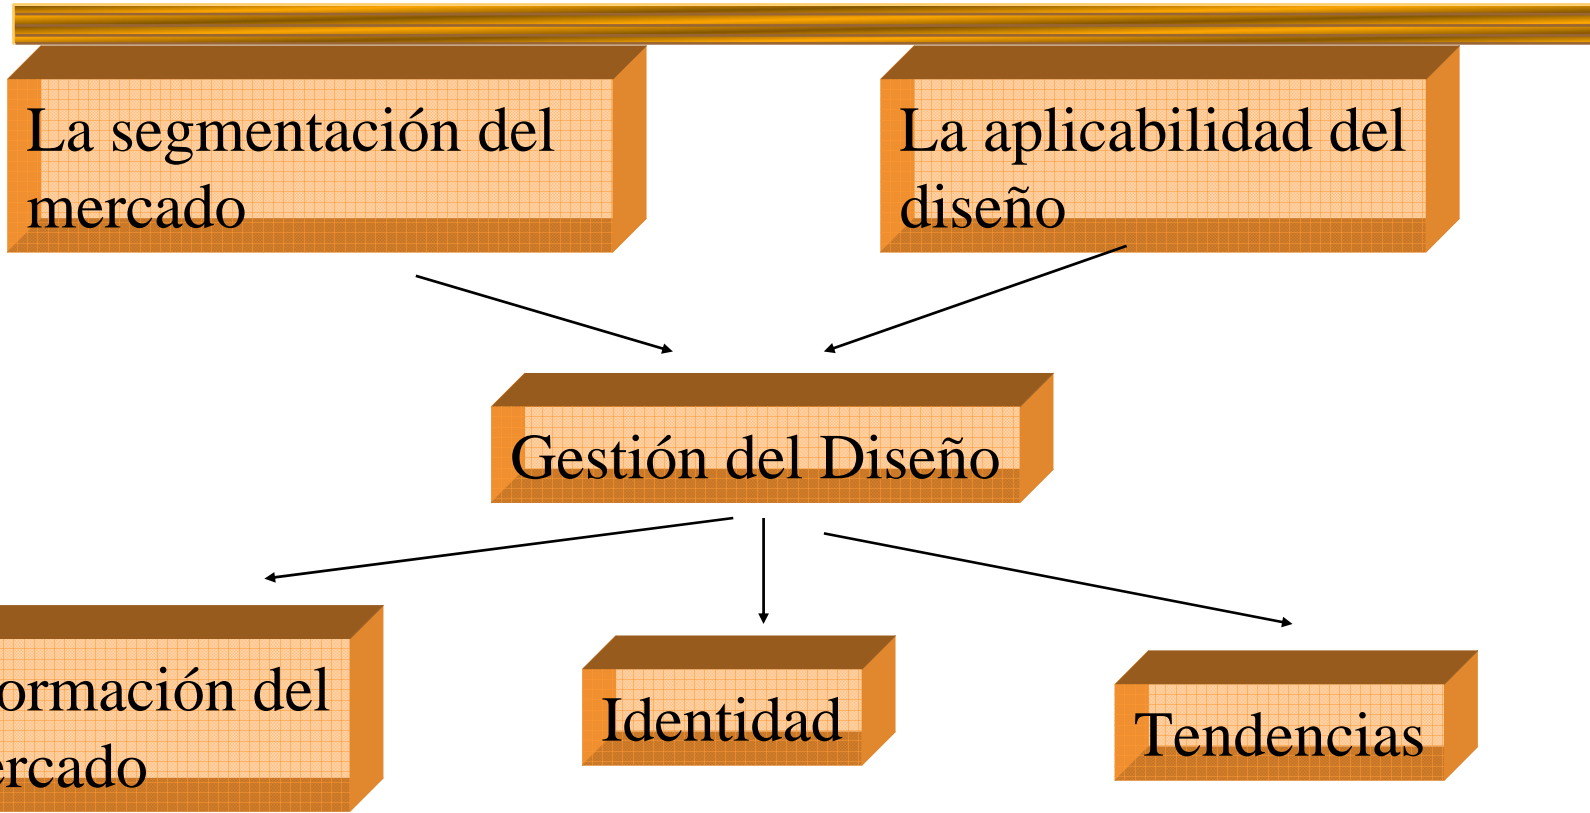 La segmentación del
mercado
La aplicabilidad del
diseño
Gestión del Diseño
ormación del
ercado
Identidad
Tendencias